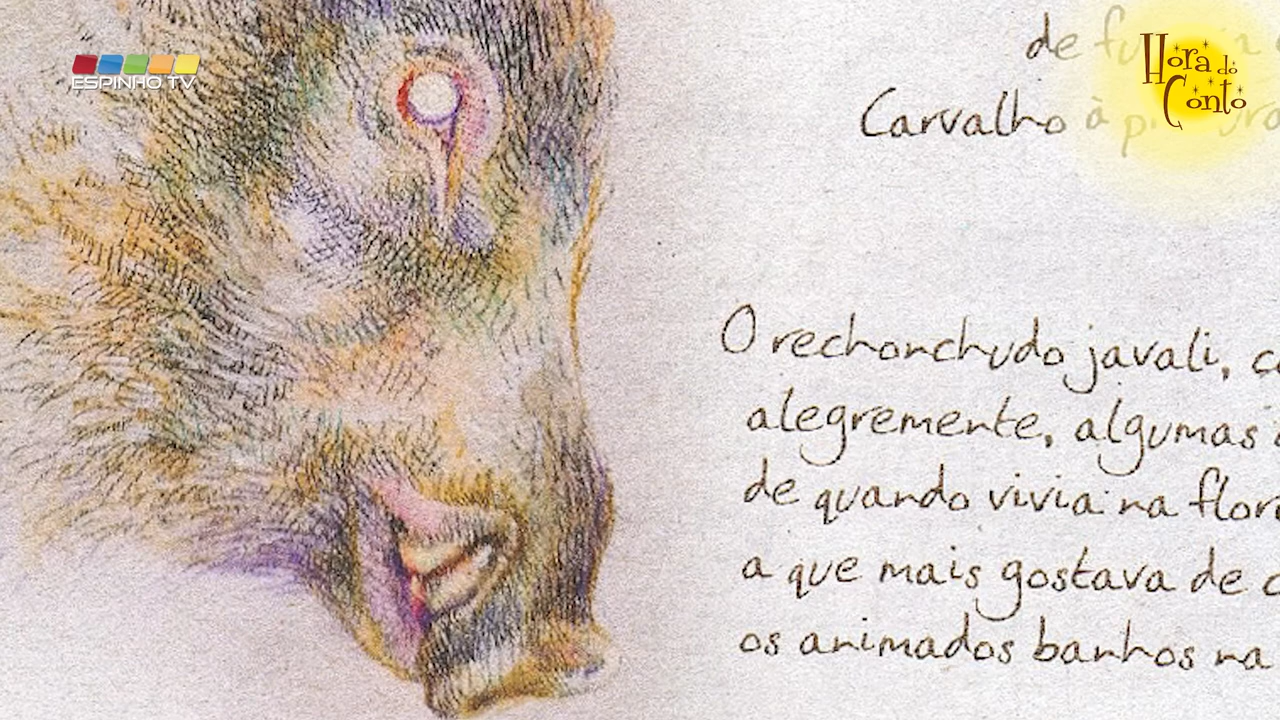 ESPINHO TV
Hora do
Conto
de
Carvalho à
O rechonchudo javali,
alegremente, algumas
de quando vivia na
a que mais gostava de
os animados banhos na